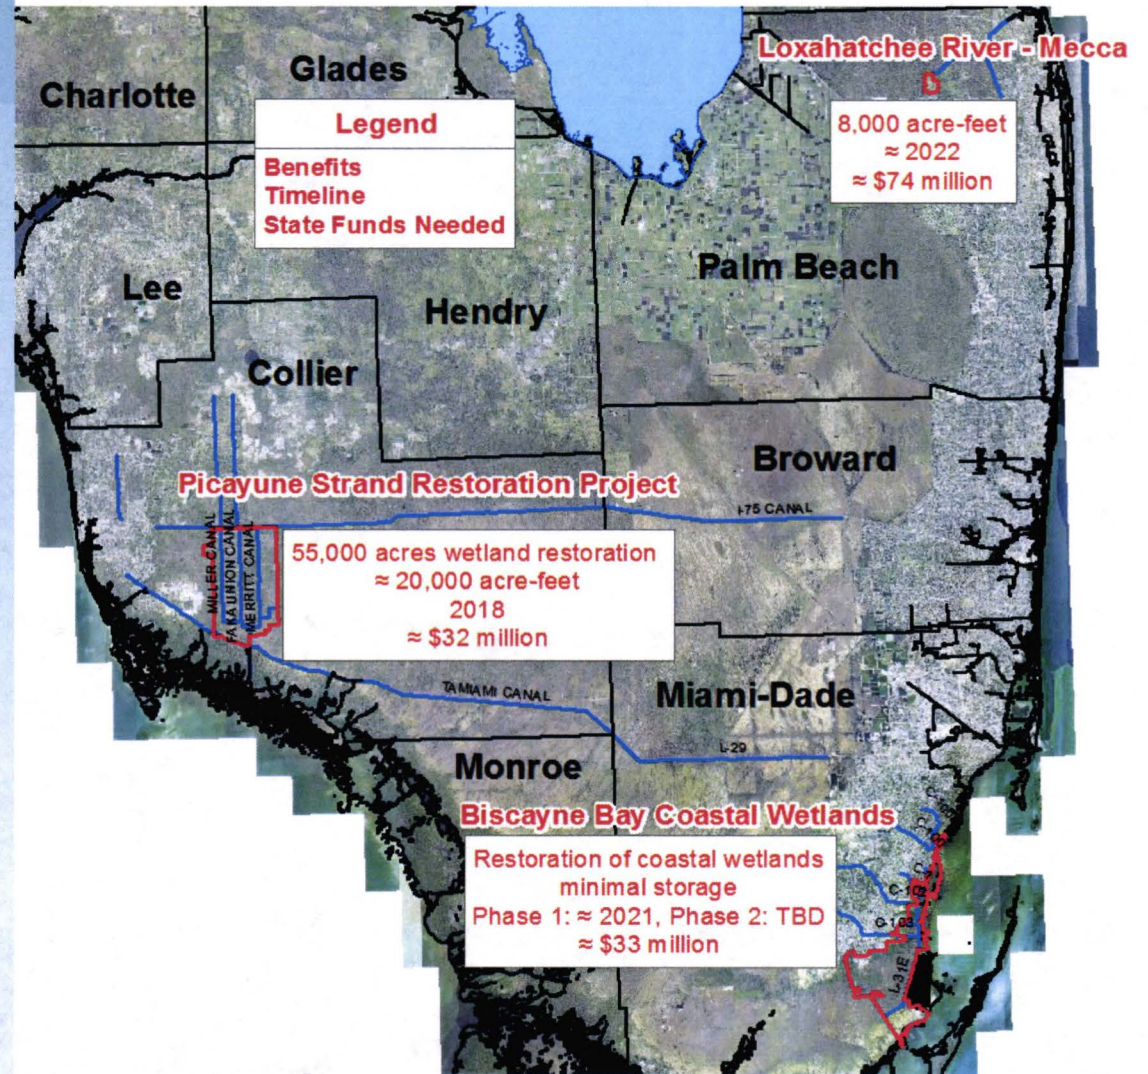 Loxahatchee River - Mecca
Glades
Charlotte
Legend
Benefits
Timeline
State Funds Needed
8,000 acre-feet
≈ 2022
≈ $74 million
Palm Beach
Lee
Hendry
Collier
Broward
Picayune Strand Restoration Project
I-75 CANAL
MILLER CANAL
FAKA UNION CANAL
MERRITT CANAL
55,000 acres wetland restoration
≈ 20,000 acre-feet
2018
≈ $32 million
TAMIAMI CANAL
Miami-Dade
L-29
Monroe
Biscayne Bay Coastal Wetlands
Restoration of coastal wetlands
minimal storage
Phase 1: ≈ 2021, Phase 2: TBD
≈ $33 million
C-103
L-31E